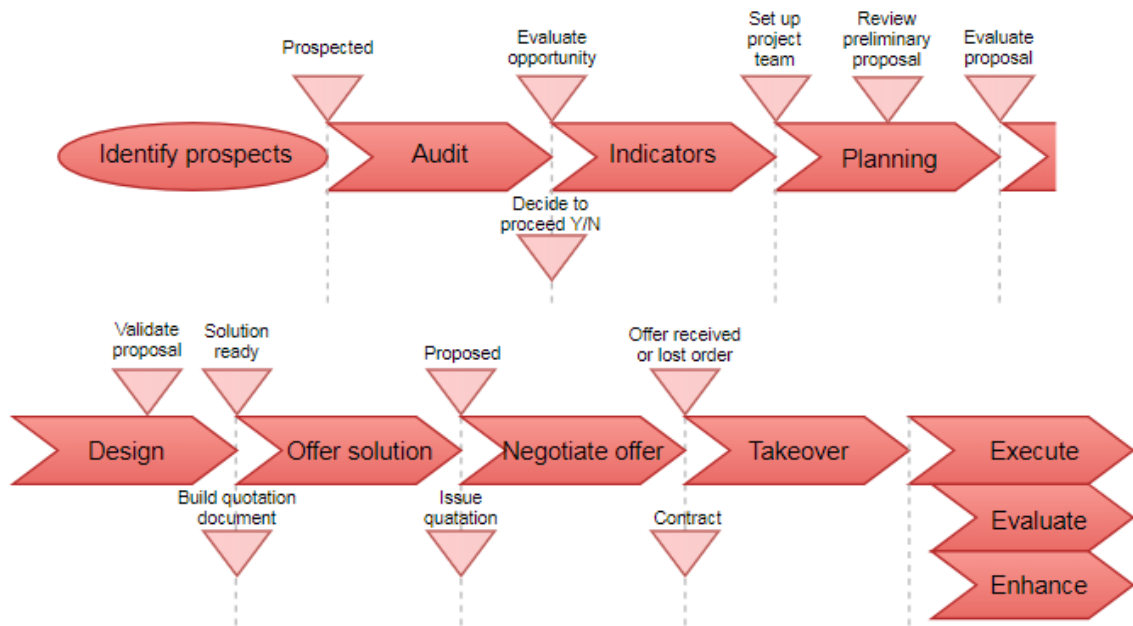 Prospected
Evaluate
opportunity
Set up
project
team
Review
preliminary
proposal
Evaluate
proposal
Identify prospects
Audit
Indicators
Planning
Decide to
proceed Y/N
Validate
proposal
Solution
ready
Proposed
Offer received
or lost order
Design
Offer solution
Negotiate offer
Takeover
Execute
Build quotation
document
Issue
quatation
Contract
Evaluate
Enhance